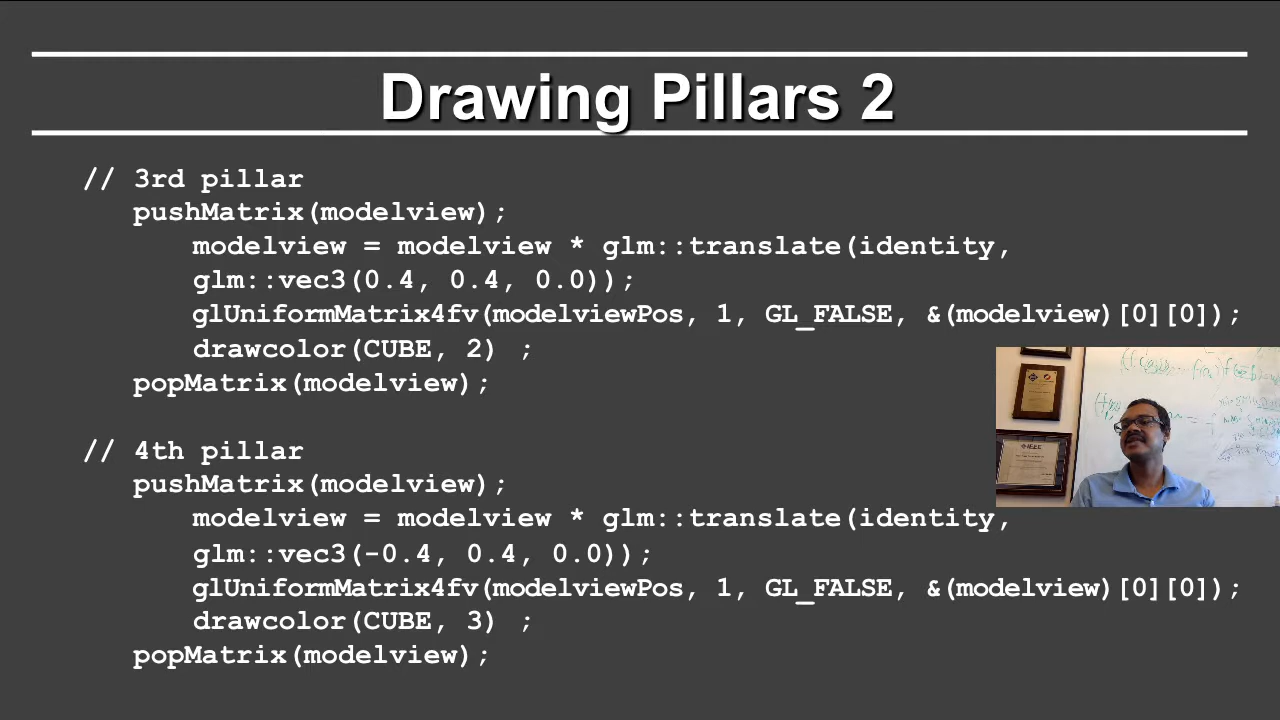 Drawing Pillars 2
// 3rd pillar
pushMatrix(modelview);
modelview = modelview * glm::translate(identity,
glm::vec3(0.4, 0.4, 0.0));
glUniformMatrix4fv(modelviewPos, 1, GL_FALSE, &(modelview)[0][0]);
drawcolor(CUBE, 2) ;
popMatrix(modelview);
// 4th pillar
pushMatrix(modelview);
modelview = modelview * glm::translate(identity,
glm::vec3(-0.4, 0.4, 0.0));
glUniformMatrix4fv(modelviewPos, 1, GL_FALSE, &(modelview)[0][0]);
drawcolor(CUBE, 3) ;
popMatrix(modelview);
IEEE